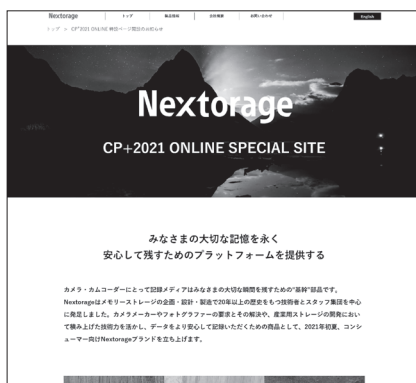 Nextorage トップ 製品情報 会社概要 お問い合わせ English
トップ > CP+2021 ONLINE 特設ページ開設のお知らせ
Nextorage
CP+2021 ONLINE SPECIAL SITE
みなさまの大切な記憶を永く
安心して残すためのプラットフォームを提供する
カメラ・カムコーダーにとって記録メディアはみなさまの大切な瞬間を残すための“基幹”部品です。
Nextorageはメモリーストレージの企画・設計・製造で20年以上の歴史をもつ技術者とスタッフ集団を中心
に発足しました。カメラメーカーやフォトグラファーの要求とその解決や、産業用ストレージの開発におい
て積み上げた技術力を活かし、データをより安心して記録いただくための商品として、2021年初夏、コンシ
ューマー向けNextorageブランドを立ち上げます。